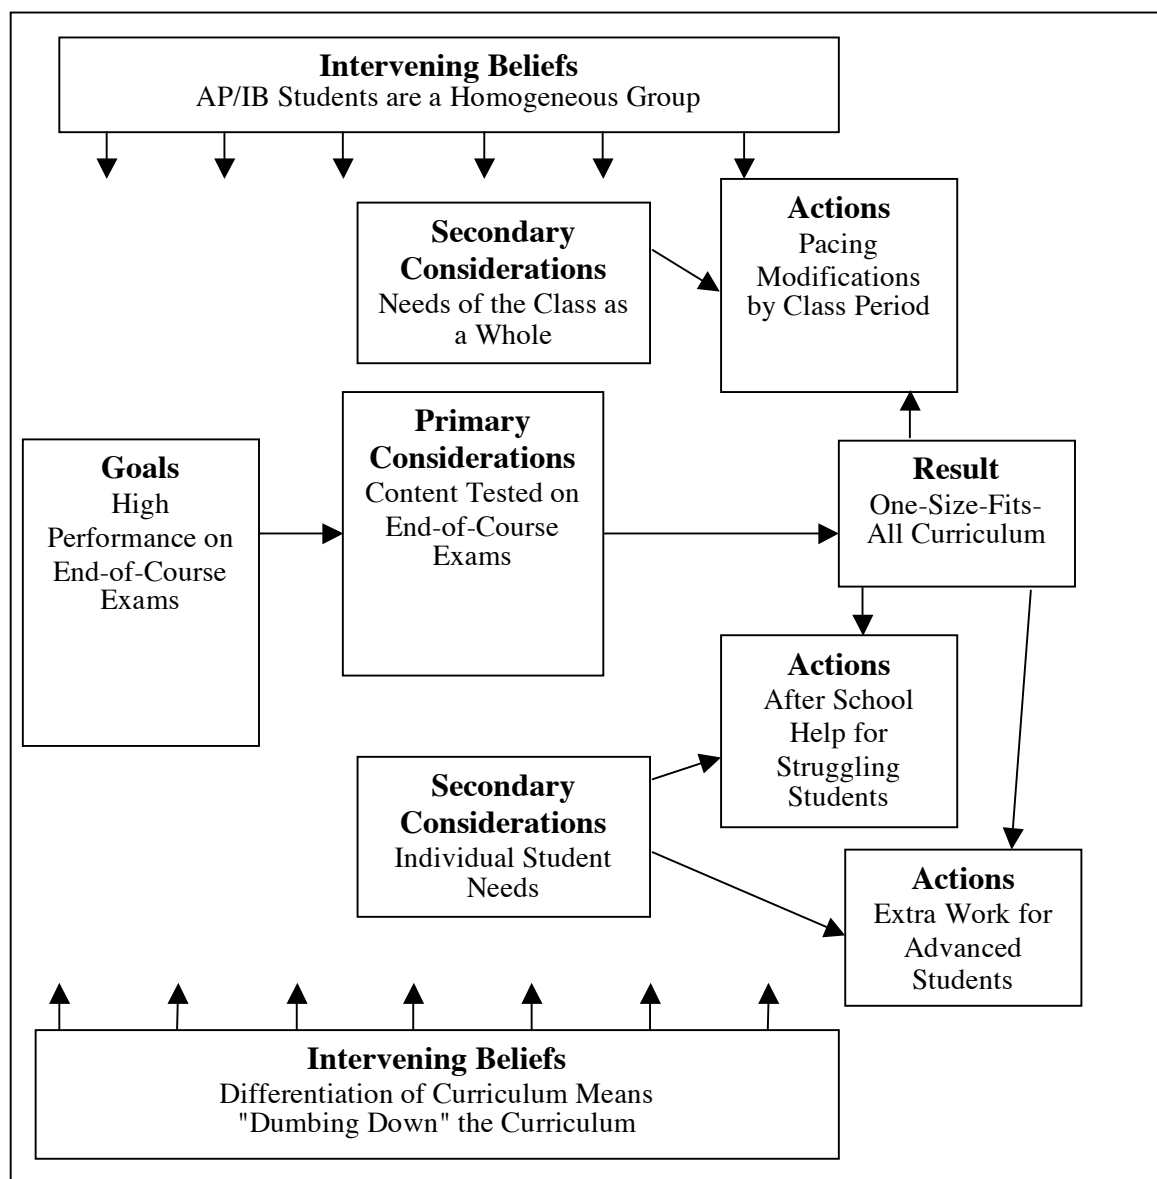 Intervening Beliefs
AP/IB Students are a Homogeneous Group
Secondary
Considerations
Needs of the Class as
a Whole
Actions
Pacing
Modifications
by Class Period
Goals
High
Performance on
End-of-Course
Exams
Primary
Considerations
Content Tested on
End-of-Course
Exams
Result
One-Size-Fits-
All Curriculum
Actions
After School
Help for
Struggling
Students
Secondary
Considerations
Individual Student
Needs
Actions
Extra Work for
Advanced
Students
Intervening Beliefs
Differentiation of Curriculum Means
"Dumbing Down" the Curriculum